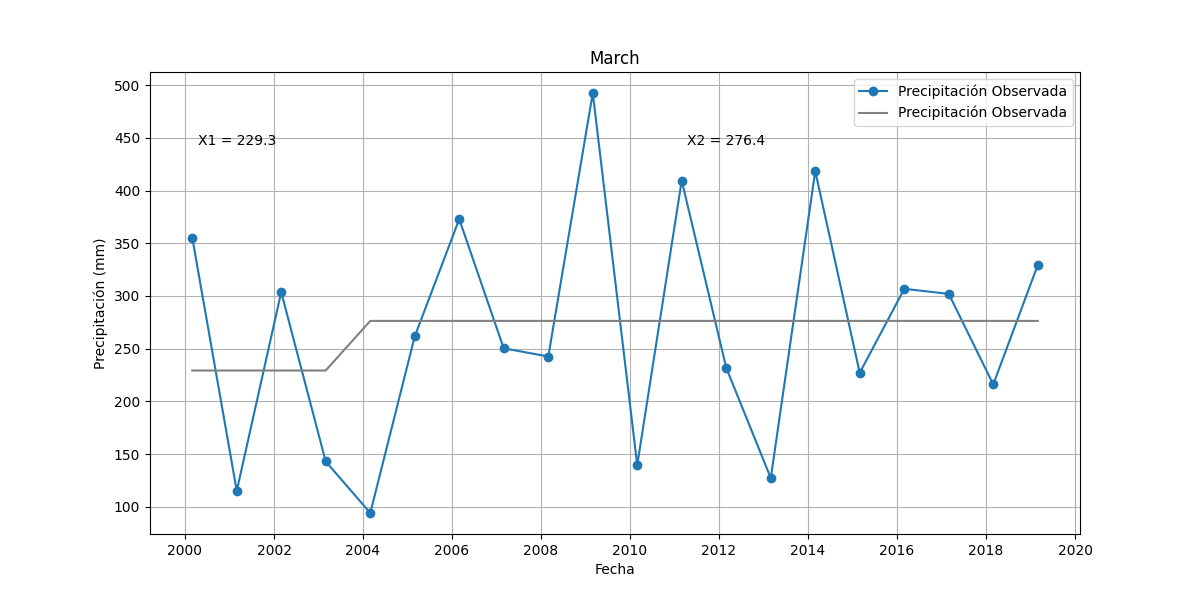 March
Precipitación Observada
Precipitación Observada
X1 = 229.3
X2 = 276.4
Precipitación (mm)
500
450
400
350
300
250
200
150
100
2000 2002 2004 2006 2008 2010 2012 2014 2016 2018 2020
Fecha